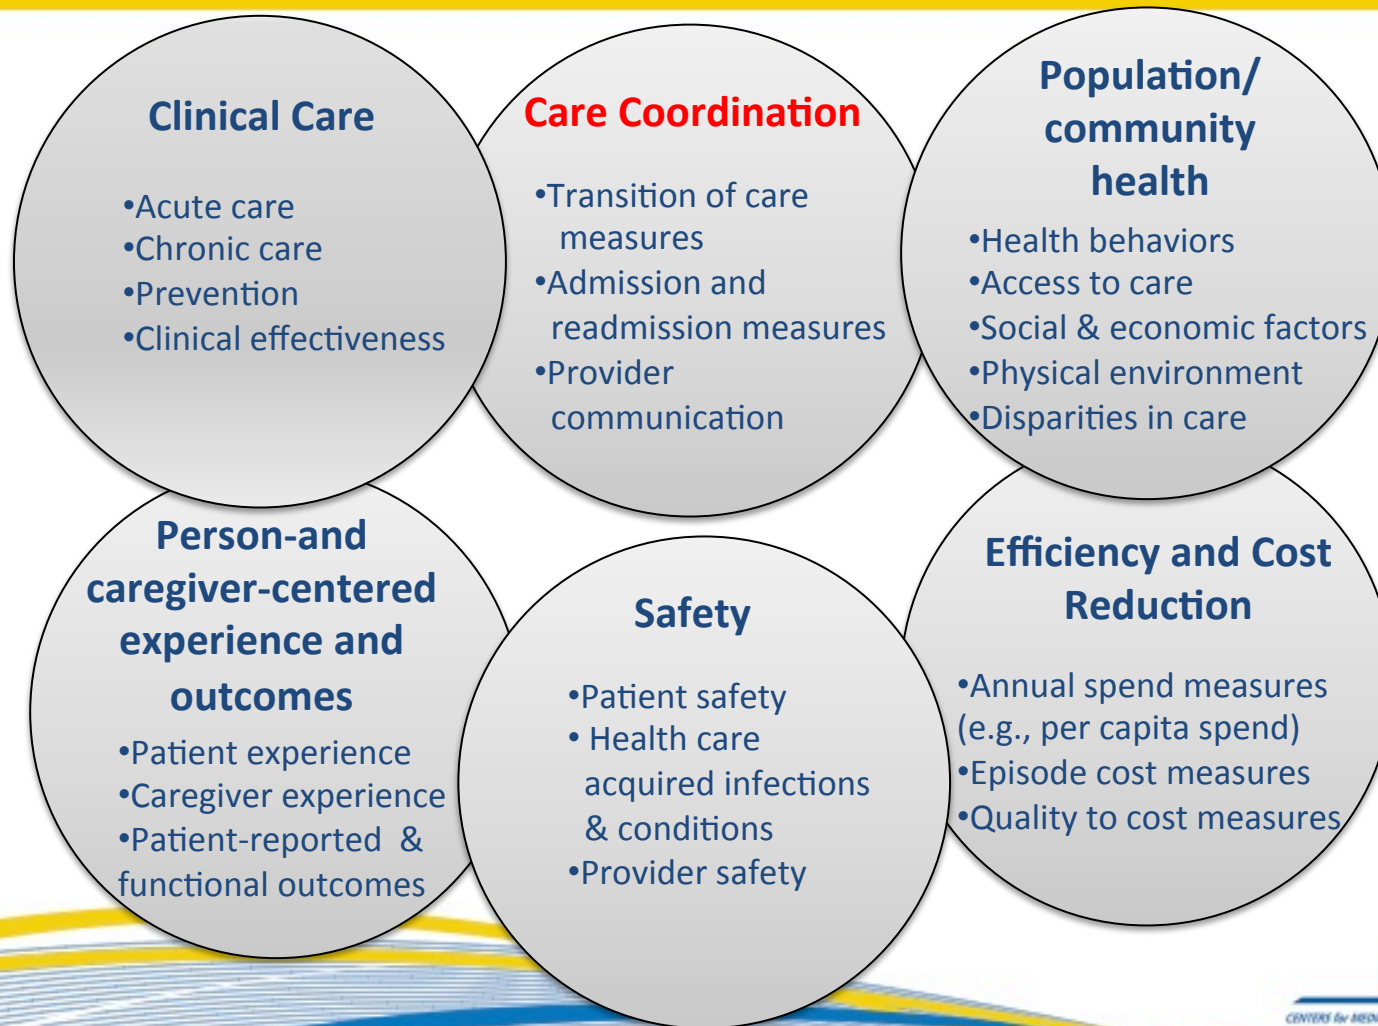 Clinical Care
•Acute care
•Chronic care
•Prevention
•Clinical effectiveness
Care Coordination
•Transition of care
measures
•Admission and
readmission measures
•Provider
communication
Population/
community
health
•Health behaviors
•Access to care
•Social & economic factors
•Physical environment
•Disparities in care
Person-and
caregiver-centered
experience and
outcomes
•Patient experience
•Caregiver experience
•Patient-reported &
functional outcomes
Safety
•Patient safety
• Health care
acquired infections
& conditions
•Provider safety
Efficiency and Cost
Reduction
•Annual spend measures
(e.g., per capita spend)
•Episode cost measures
•Quality to cost measures
CENTERS for